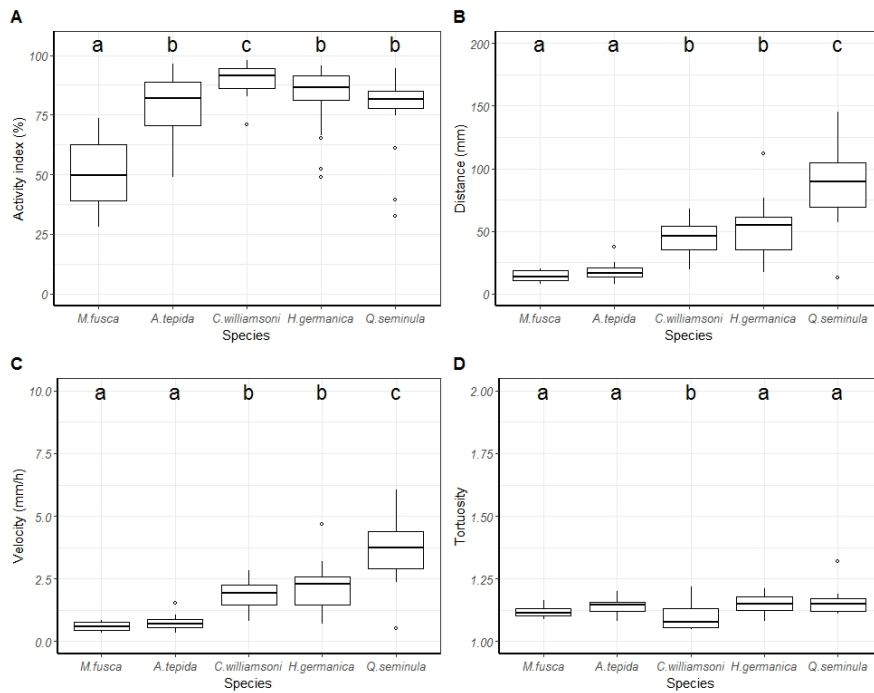 A
a b c b b
100
75
50
25
0
Activity index (%)
M.fusca A.tepida C.williamsoni H.germanica Q.seminula
Species
B
a a b b c
200
150
100
50
0
Distance (mm)
M.fusca A.tepida C.williamsoni H.germanica Q.seminula
Species
C
a a b b c
10.0
7.5
5.0
2.5
0.0
Velocity (mm/h)
M.fusca A.tepida C.williamsoni H.germanica Q.seminula
Species
D
a a b a a
2.00
1.75
1.50
1.25
1.00
Tortuosity
M.fusca A.tepida C.williamsoni H.germanica Q.seminula
Species